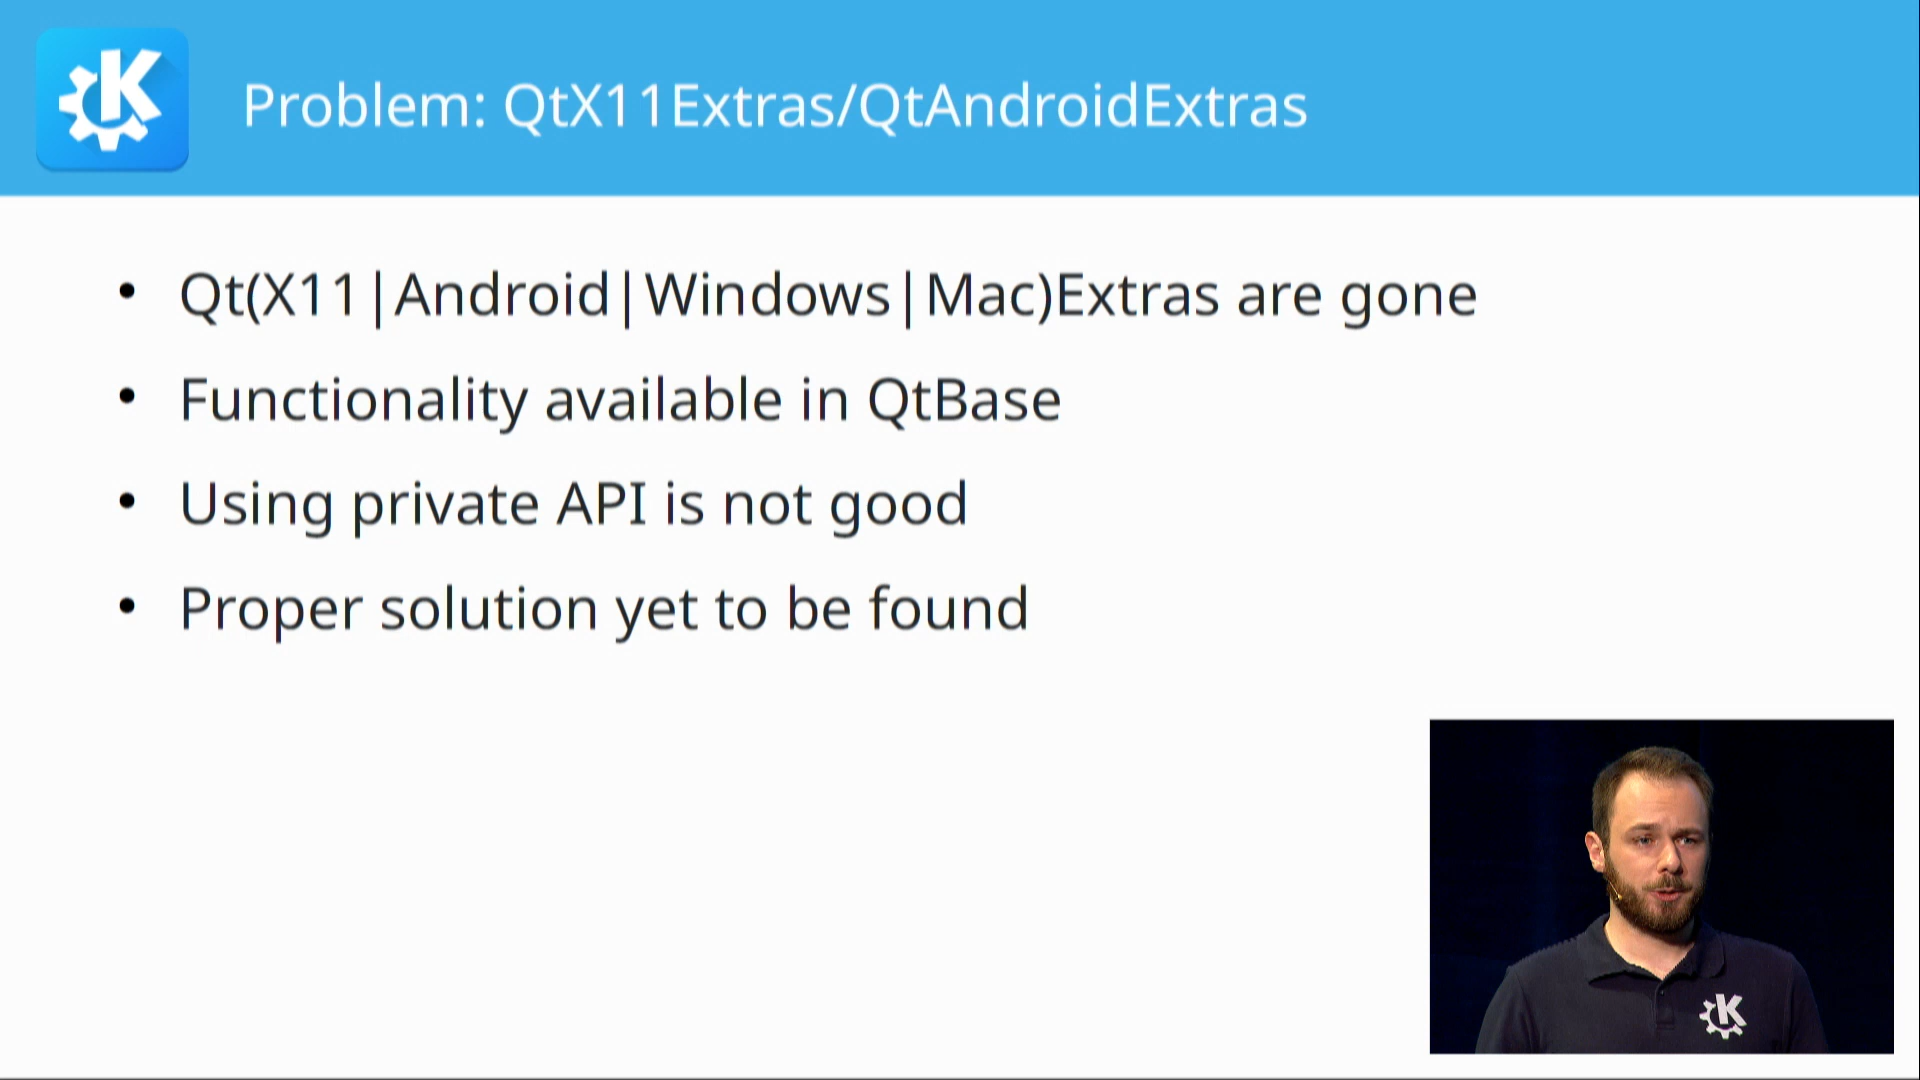 Problem: QtX11Extras/QtAndroidExtras
• Qt(X11|Android|Windows|Mac)Extras are gone
• Functionality available in QtBase
• Using private API is not good
• Proper solution yet to be found